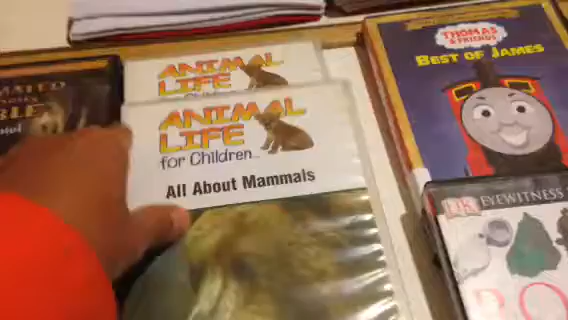 THOMAS
& FRIENDS
BEST OF JAMES
ANIMAL
LIFE
ANIMAL
LIFE
for Children...
All About Mammals
DK EYEWITNESS